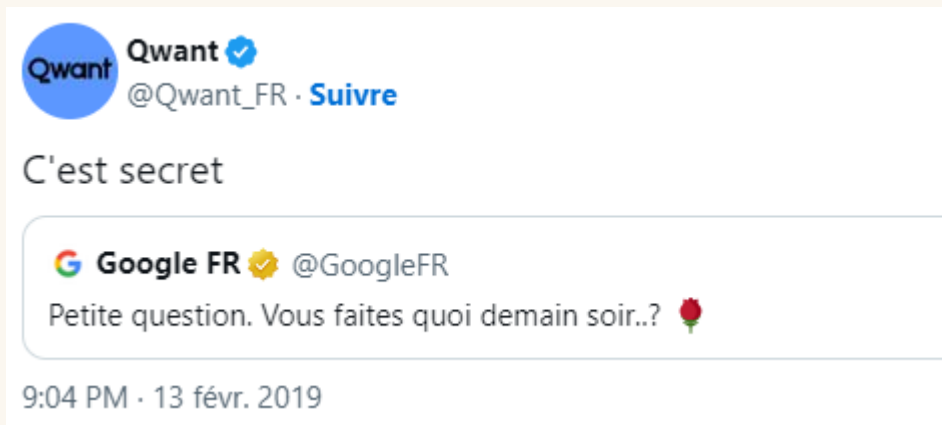 Qwant
Qwant
@Qwant_FR · Suivre
C'est secret
Google FR @GoogleFR
Petite question. Vous faites quoi demain soir..? 🌹
9:04 PM · 13 févr. 2019